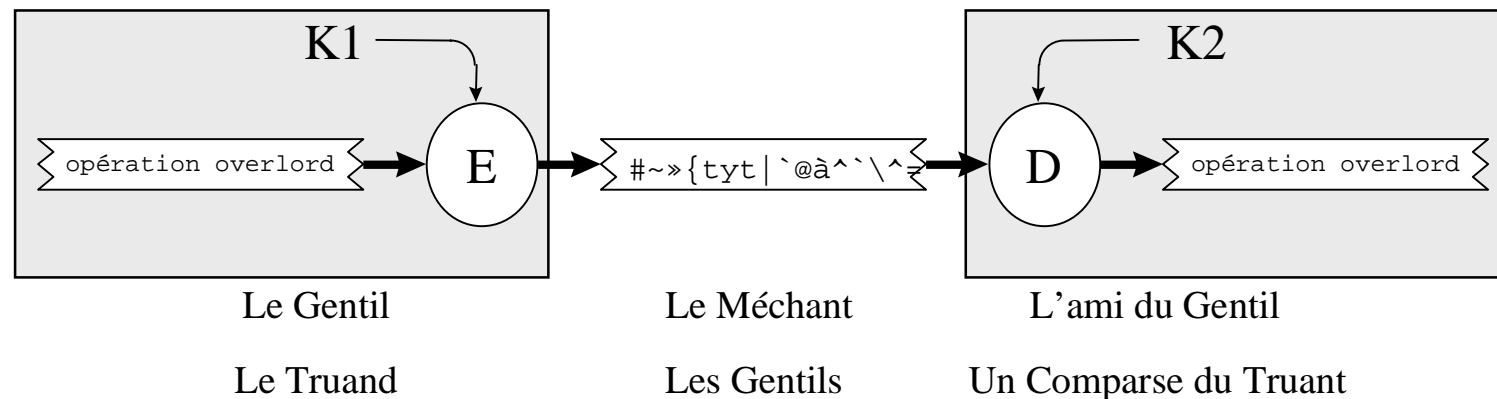 K1 K2
opération overlord E #~»{tyt|`@à^`\^= D opération overlord
Le Gentil Le Méchant L’ami du Gentil
Le Truand Les Gentils Un Comparse du Truant